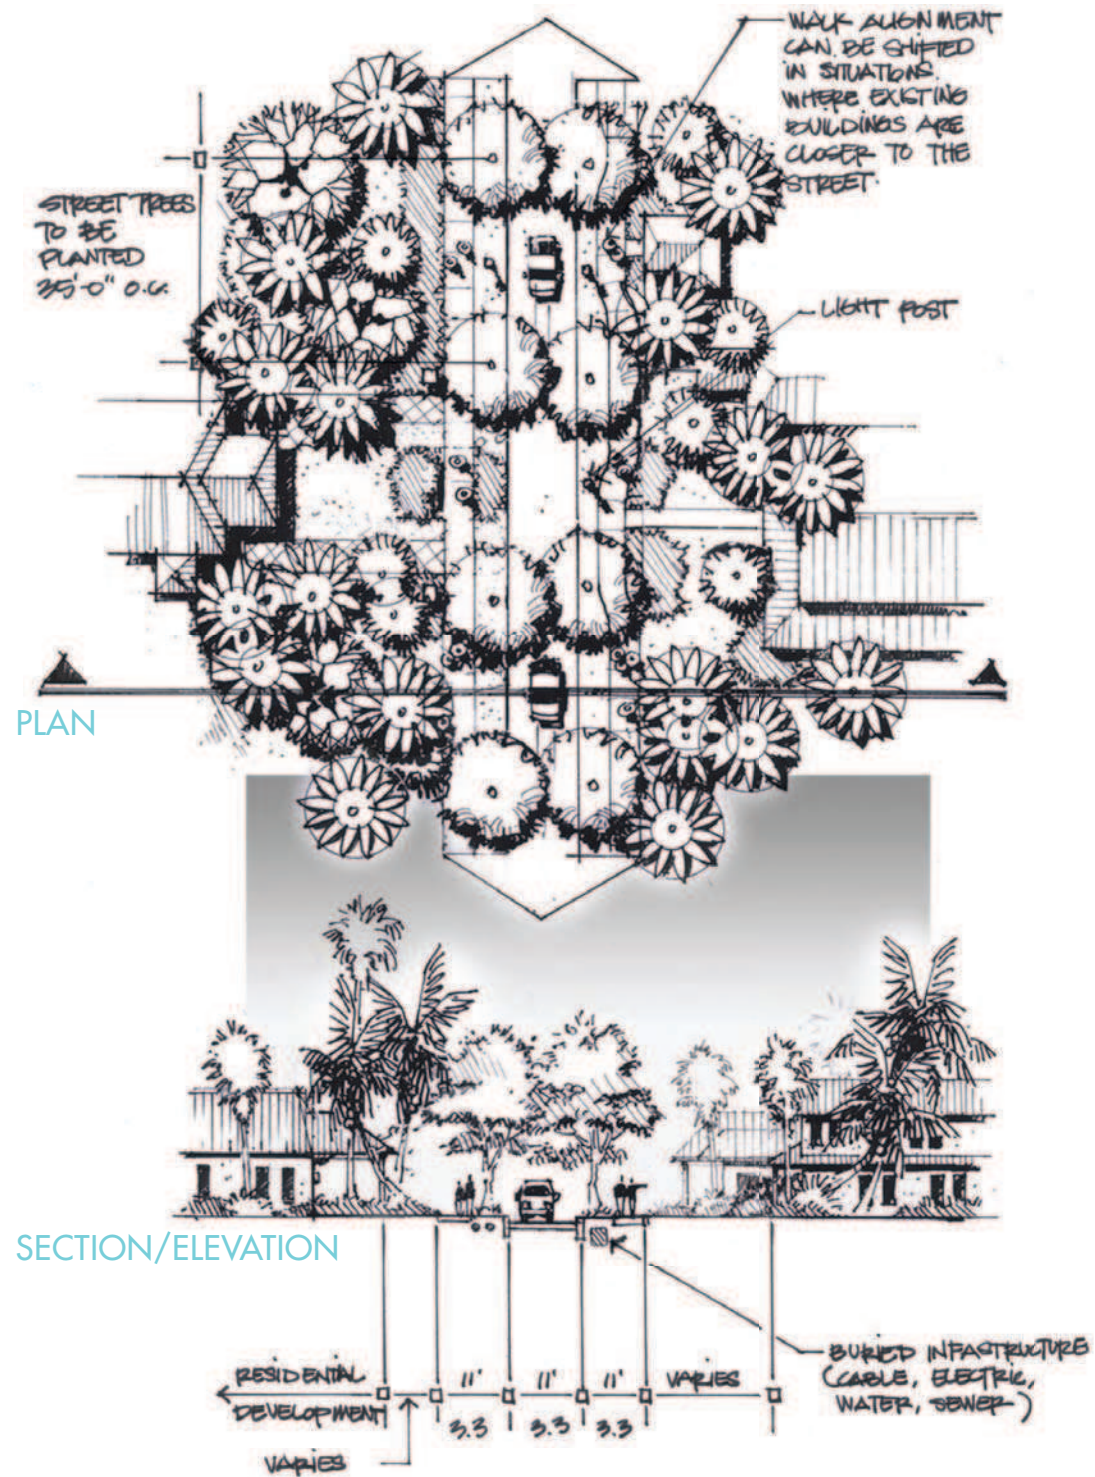 WALK ALIGNMENT
CAN BE SHIFTED
IN SITUATIONS
WHERE EXISTING
BUILDINGS ARE
CLOSER TO THE
STREET.
STREET TREES
TO BE
PLANTED
35'-0" O.C.
LIGHT POST
PLAN
SECTION/ELEVATION
BURIED INFASTRUCTURE
(CABLE, ELECTRIC,
WATER, SEWER)
RESIDENTIAL
DEVELOPMENT
11' 11' 11' VARIES
3.3 3.3 3.3
VARIES